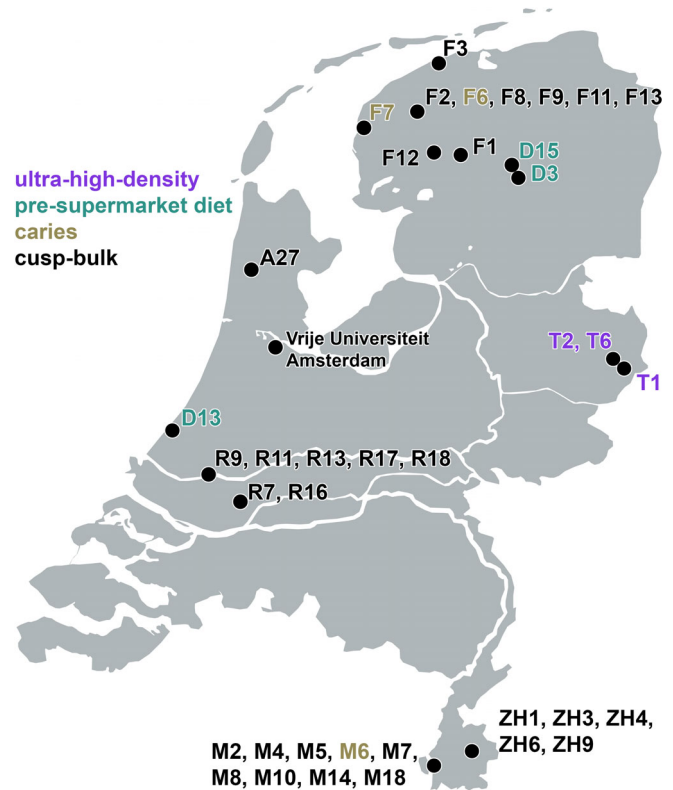 F3
F2, F6, F8, F9, F11, F13
F7
F12
F1
D15
D3
ultra-high-density
pre-supermarket diet
caries
cusp-bulk
A27
Vrije Universiteit
Amsterdam
T2, T6
T1
D13
R9, R11, R13, R17, R18
R7, R16
ZH1, ZH3, ZH4,
ZH6, ZH9
M2, M4, M5, M6, M7,
M8, M10, M14, M18